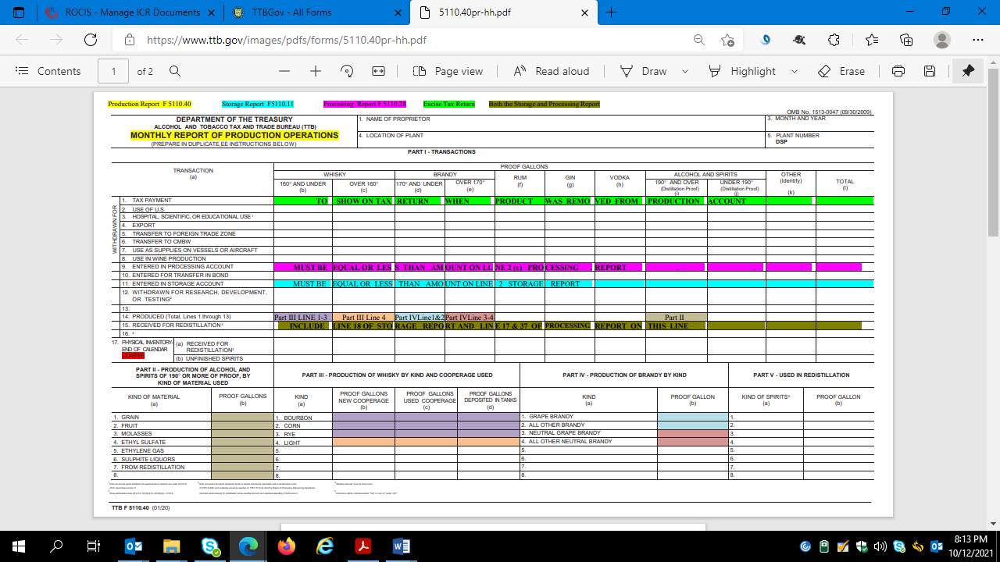 ROCIS - Manage ICR Documents
TTBGov - All Forms
5110.40pr-hh.pdf
https://www.ttb.gov/images/pdfs/forms/5110.40pr-hh.pdf
Contents 1 of 2 Page view Read aloud Draw Highlight Erase
Production Report F 5110.40 Storage Report F5110.11 Processing Report F 5110.28 Excise Tax Return Both the Storage and Processing Report
OMB No. 1513-0047 (09/30/2009)
DEPARTMENT OF THE TREASURY
ALCOHOL AND TOBACCO TAX AND TRADE BUREAU (TTB)
MONTHLY REPORT OF PRODUCTION OPERATIONS
(PREPARE IN DUPLICATE,EE INSTRUCTIONS BELOW)
1. NAME OF PROPRIETOR
3. MONTH AND YEAR
4. LOCATION OF PLANT
5. PLANT NUMBER
DSP
PART I - TRANSACTIONS
TRANSACTION
(a)
PROOF GALLONS
WHISKY BRANDY RUM GIN VODKA ALCOHOL AND SPIRITS OTHER TOTAL
160° AND UNDER OVER 160° 170° AND UNDER OVER 170° 190° AND OVER UNDER 190° (Identify)
(Distillation Proof) (Distillation Proof)
(b) (c) (d) (e) (f) (g) (h) (i) (j) (k) (l)
WITHDRAWN FOR
1. TAX PAYMENT TO SHOW ON TAX RETURN WHEN PRODUCT WAS REMO VED FROM PRODUCTION ACCOUNT
2. USE OF U.S.
3. HOSPITAL, SCIENTIFIC, OR EDUCATIONAL USE¹
4. EXPORT
5. TRANSFER TO FOREIGN TRADE ZONE
6. TRANSFER TO CMBW
7. USE AS SUPPLIES ON VESSELS OR AIRCRAFT
8. USE IN WINE PRODUCTION
9. ENTERED IN PROCESSING ACCOUNT MUST BE EQUAL OR LES S THAN AM OUNT ON LI NE 2 (c) PRO CESSING REPORT
10. ENTERED FOR TRANSFER IN BOND
11. ENTERED IN STORAGE ACCOUNT MUST BE EQUAL OR LESS THAN AMO UNT ON LINE 2 STORAGE REPORT
12. WITHDRAWN FOR RESEARCH, DEVELOPMENT,
OR TESTING²
13.
14. PRODUCED (Total, Lines 1 through 13) Part III LINE 1-3 Part III Line 4 Part IVLine1&2 Part IVLine 3-4 Part II
15. RECEIVED FOR REDISTILLATION³ INCLUDE LINE 18 OF STO RAGE REPO RT AND LIN E 17 & 37 OF PROCESSING REPORT ON THIS LINE
16. ⁴
17. PHYSICAL INVENTORY-
END OF CALENDAR
QUARTER
(a) RECEIVED FOR
REDISTILLATION³
(b) UNFINISHED SPIRITS
PART II - PRODUCTION OF ALCOHOL AND
SPIRITS OF 190° OR MORE OF PROOF, BY
KIND OF MATERIAL USED
PART III - PRODUCTION OF WHISKY BY KIND AND COOPERAGE USED
PART IV - PRODUCTION OF BRANDY BY KIND
PART V - USED IN REDISTILLATION
KIND OF MATERIAL
(a)
PROOF GALLONS
(b)
KIND
(a)
PROOF GALLONS
NEW COOPERAGE
(b)
PROOF GALLONS
USED COOPERAGE
(c)
PROOF GALLONS
DEPOSITED IN TANKS
(d)
KIND
(a)
PROOF GALLON
(b)
KIND OF SPIRITS³
(a)
PROOF GALLON
(b)
1. GRAIN 1. BOURBON 1. GRAPE BRANDY 1.
2. FRUIT 2. CORN 2. ALL OTHER BRANDY 2.
3. MOLASSES 3. RYE 3. NEUTRAL GRAPE BRANDY 3.
4. ETHYL SULFATE 4. LIGHT 4. ALL OTHER NEUTRAL BRANDY 4.
5. ETHYLENE GAS 5. 5. 5.
6. SULPHITE LIQUORS 6. 6. 6.
7. FROM REDISTILLATION 7. 7. 7.
8. 8. 8. 8.
TTB F 5110.40 (01/20)
8:13 PM
10/12/2021